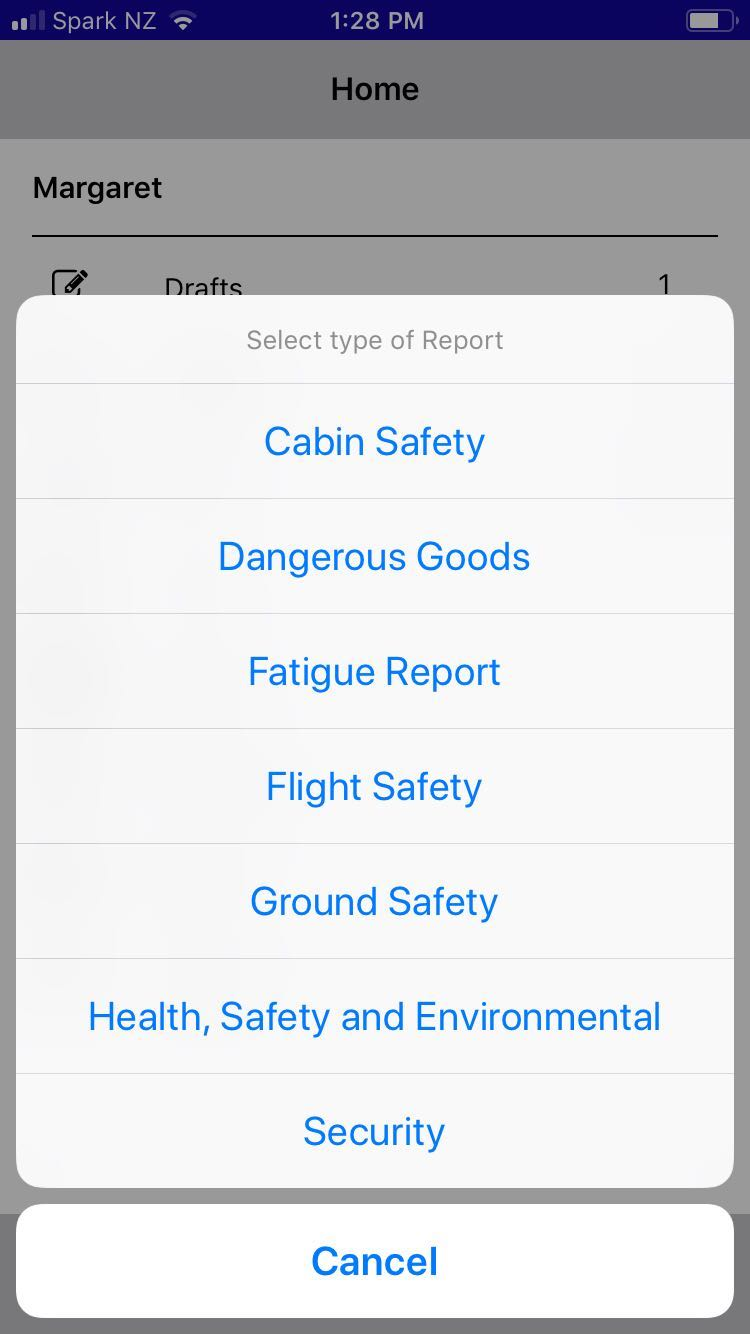 Spark NZ 1:28 PM
Home
Margaret
Drafts 1
Select type of Report
Cabin Safety
Dangerous Goods
Fatigue Report
Flight Safety
Ground Safety
Health, Safety and Environmental
Security
Cancel